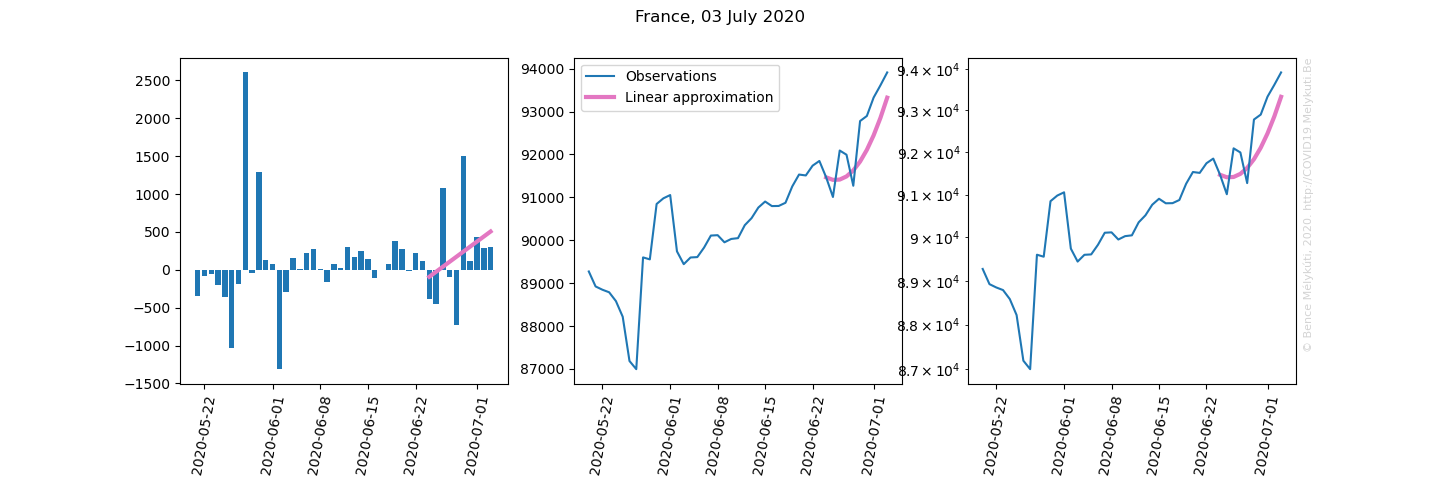 France, 03 July 2020
2500
2000
1500
1000
500
0
−500
−1000
−1500
2020-05-22
2020-06-01
2020-06-08
2020-06-15
2020-06-22
2020-07-01
Observations
Linear approximation
94000
93000
92000
91000
90000
89000
88000
87000
2020-05-22
2020-06-01
2020-06-08
2020-06-15
2020-06-22
2020-07-01
9.4 × 10⁴
9.3 × 10⁴
9.2 × 10⁴
9.1 × 10⁴
9 × 10⁴
8.9 × 10⁴
8.8 × 10⁴
8.7 × 10⁴
2020-05-22
2020-06-01
2020-06-08
2020-06-15
2020-06-22
2020-07-01
© Bence Mélykúti, 2020. http://COVID19.Melykuti.Be